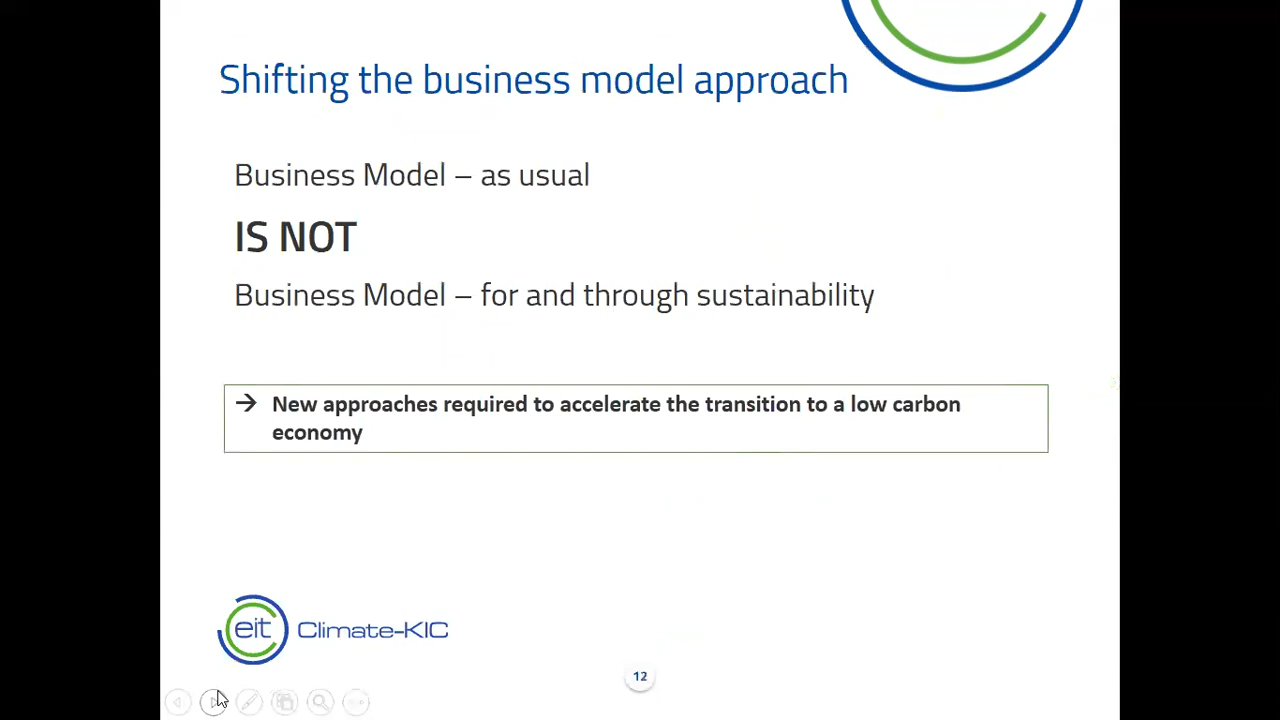 Shifting the business model approach
Business Model – as usual
IS NOT
Business Model – for and through sustainability
→ New approaches required to accelerate the transition to a low carbon
economy
eit Climate-KIC
12